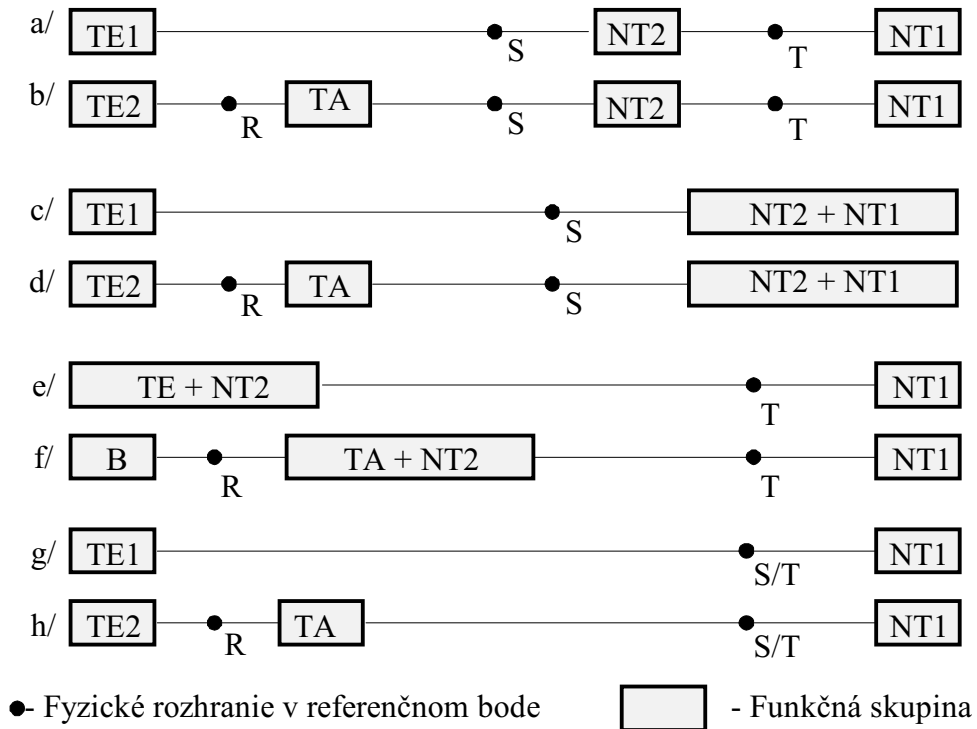 a/ TE1 S NT2 T NT1
b/ TE2 R TA S NT2 T NT1
c/ TE1 S NT2 + NT1
d/ TE2 R TA S NT2 + NT1
e/ TE + NT2 T NT1
f/ B R TA + NT2 T NT1
g/ TE1 S/T NT1
h/ TE2 R TA S/T NT1
- Fyzické rozhranie v referenčnom bode - Funkčná skupina